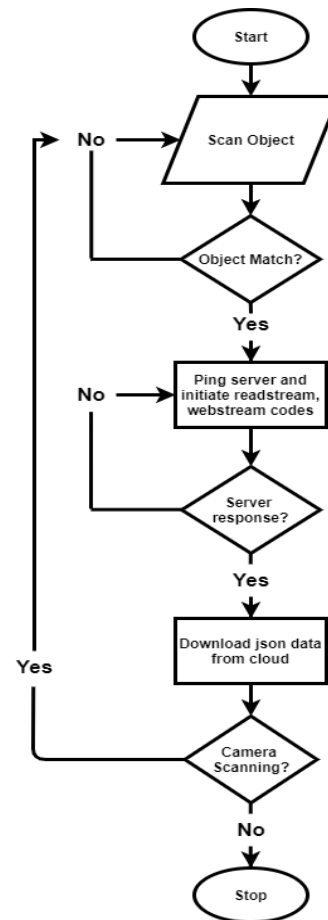 Start
No
Scan Object
Object Match?
Yes
No
Ping server and
initiate readstream,
webstream codes
Server
response?
Yes
Download json data
from cloud
Yes
Camera
Scanning?
No
Stop